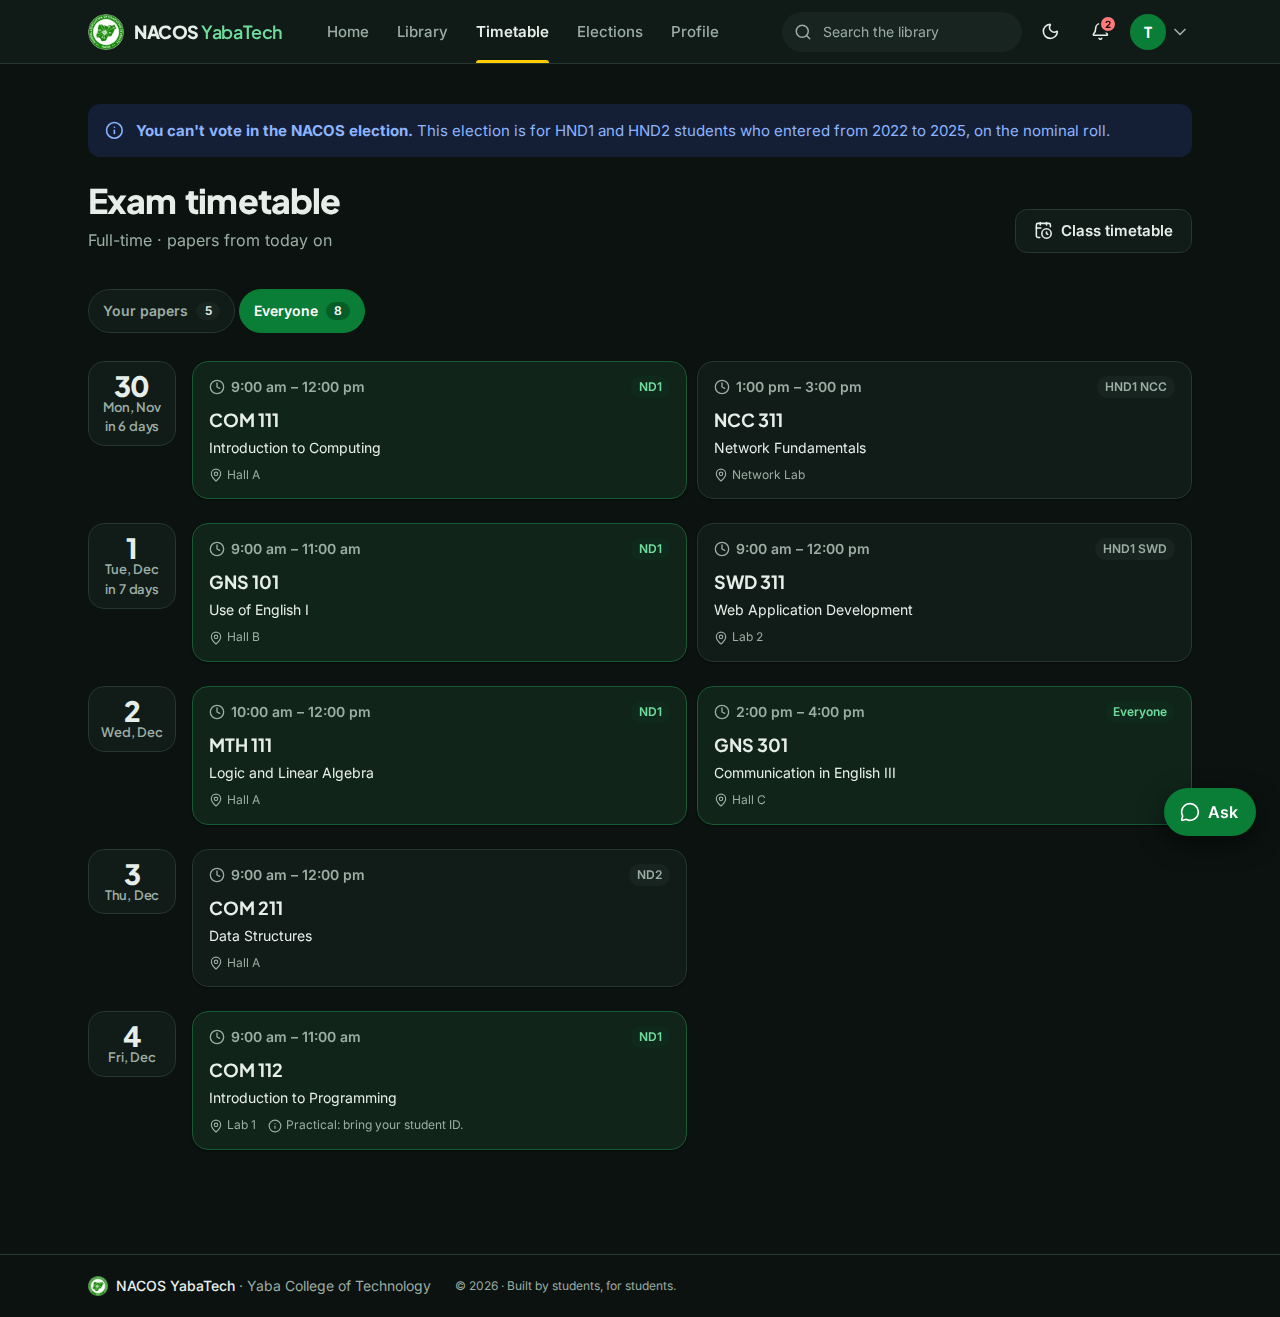 NACOS YabaTech
Home
Library
Timetable
Elections
Profile
Search the library
2
T
You can't vote in the NACOS election. This election is for HND1 and HND2 students who entered from 2022 to 2025, on the nominal roll.
Exam timetable
Full-time · papers from today on
Class timetable
Your papers 5
Everyone 8
30
Mon, Nov
in 6 days
9:00 am – 12:00 pm
ND1
COM 111
Introduction to Computing
Hall A
1:00 pm – 3:00 pm
HND1 NCC
NCC 311
Network Fundamentals
Network Lab
1
Tue, Dec
in 7 days
9:00 am – 11:00 am
ND1
GNS 101
Use of English I
Hall B
9:00 am – 12:00 pm
HND1 SWD
SWD 311
Web Application Development
Lab 2
2
Wed, Dec
10:00 am – 12:00 pm
ND1
MTH 111
Logic and Linear Algebra
Hall A
2:00 pm – 4:00 pm
Everyone
GNS 301
Communication in English III
Hall C
Ask
3
Thu, Dec
9:00 am – 12:00 pm
ND2
COM 211
Data Structures
Hall A
4
Fri, Dec
9:00 am – 11:00 am
ND1
COM 112
Introduction to Programming
Lab 1
Practical: bring your student ID.
NACOS YabaTech · Yaba College of Technology
© 2026 · Built by students, for students.